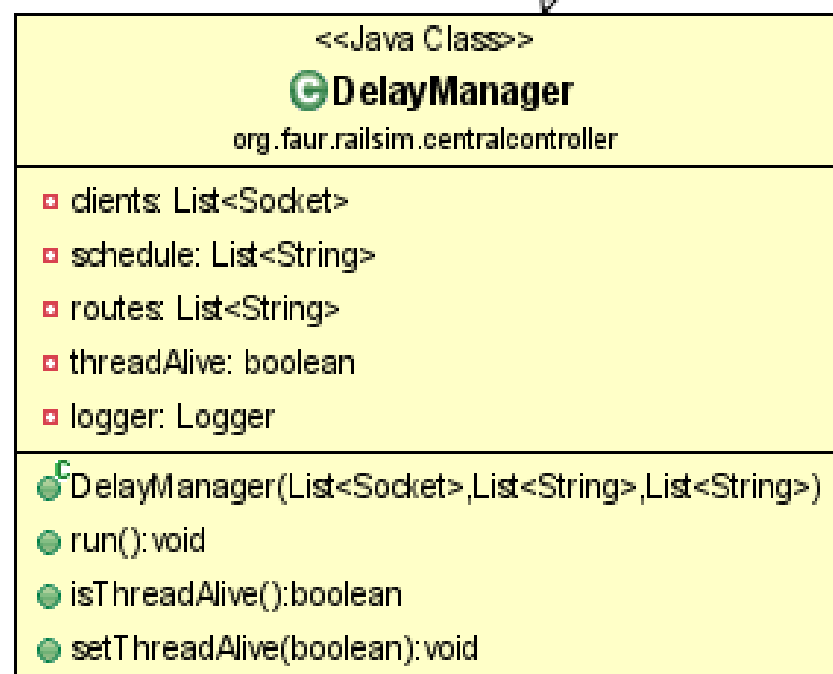 <<Java Class>>
C DelayManager
org.faur.railsim.centralcontroller
clients: List<Socket>
schedule: List<String>
routes: List<String>
threadAlive: boolean
logger: Logger
C DelayManager(List<Socket>,List<String>,List<String>)
run():void
isThreadAlive():boolean
setThreadAlive(boolean):void